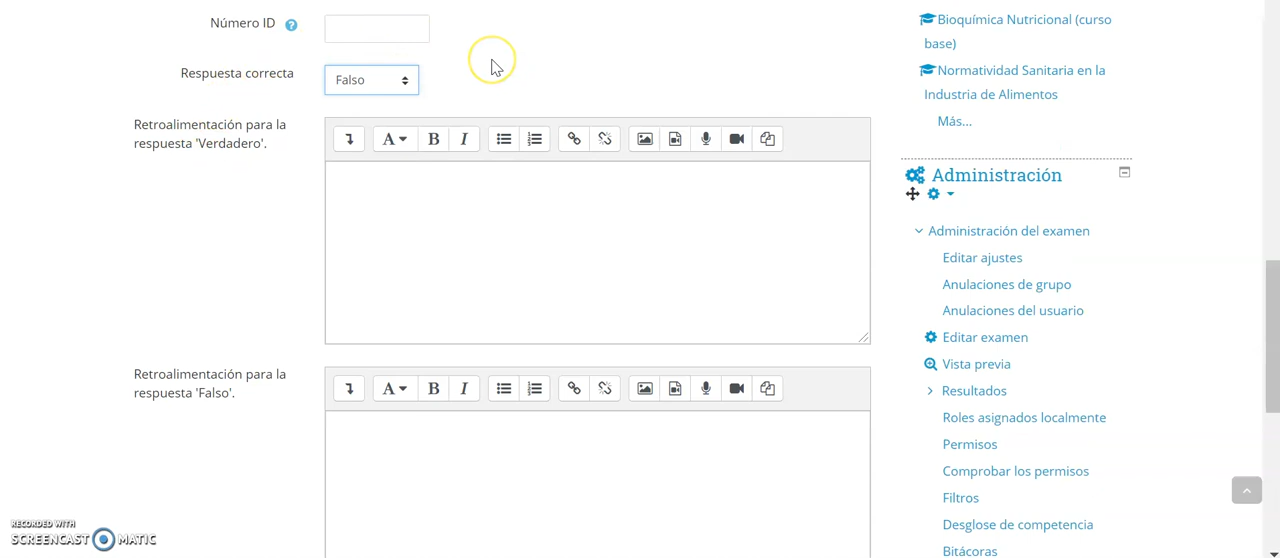 Número ID
Respuesta correcta
Falso
Retroalimentación para la
respuesta 'Verdadero'.
A B I
Retroalimentación para la
respuesta 'Falso'.
A B I
Bioquímica Nutricional (curso
base)
Normatividad Sanitaria en la
Industria de Alimentos
Más...
Administración
Administración del examen
Editar ajustes
Anulaciones de grupo
Anulaciones del usuario
Editar examen
Vista previa
Resultados
Roles asignados localmente
Permisos
Comprobar los permisos
Filtros
Desglose de competencia
Bitácoras
RECORDED WITH
SCREENCAST MATIC